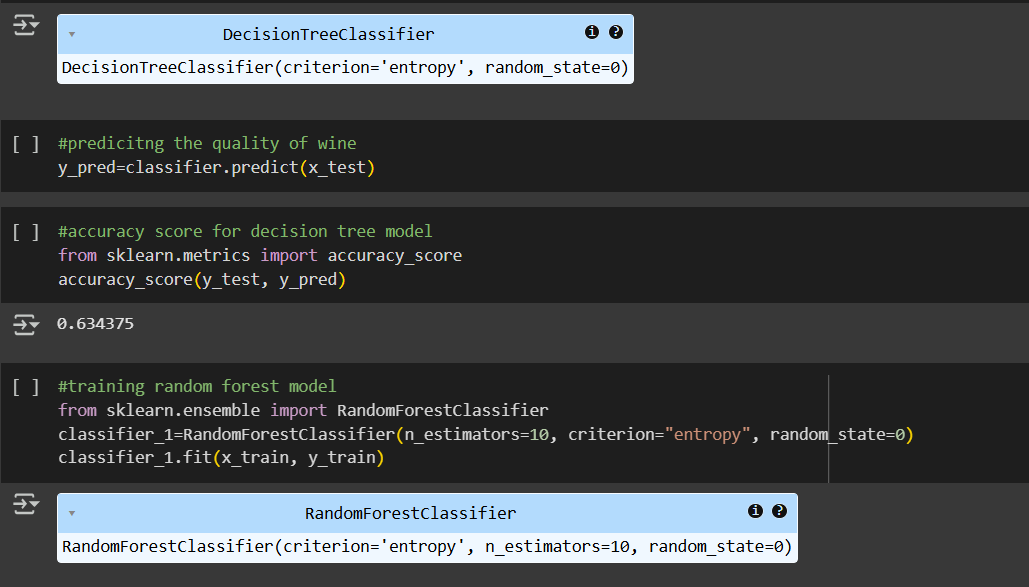 DecisionTreeClassifier
DecisionTreeClassifier(criterion='entropy', random_state=0)
[ ] #predicitng the quality of wine
y_pred=classifier.predict(x_test)
[ ] #accuracy score for decision tree model
from sklearn.metrics import accuracy_score
accuracy_score(y_test, y_pred)
0.634375
[ ] #training random forest model
from sklearn.ensemble import RandomForestClassifier
classifier_1=RandomForestClassifier(n_estimators=10, criterion="entropy", random_state=0)
classifier_1.fit(x_train, y_train)
RandomForestClassifier
RandomForestClassifier(criterion='entropy', n_estimators=10, random_state=0)